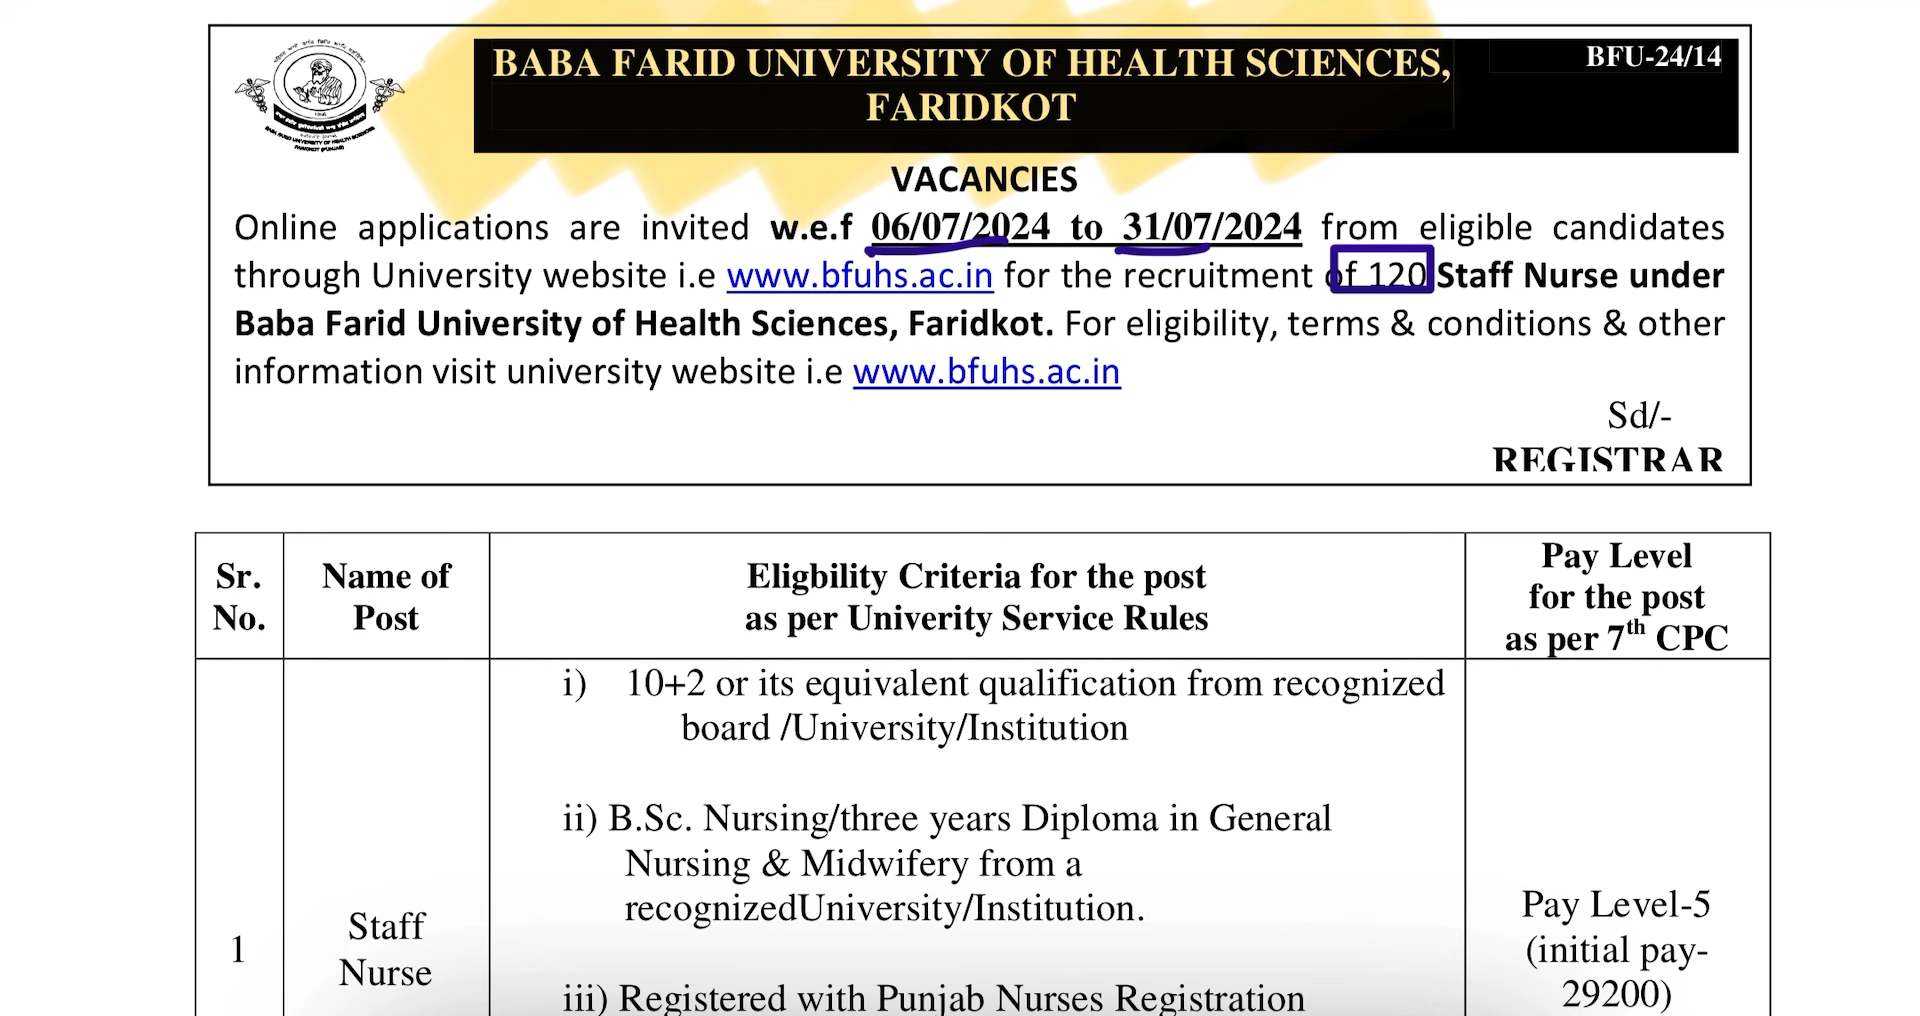 BABA FARID UNIVERSITY OF HEALTH SCIENCES,
FARIDKOT
BFU-24/14
VACANCIES
Online applications are invited w.e.f 06/07/2024 to 31/07/2024 from eligible candidates
through University website i.e www.bfuhs.ac.in for the recruitment of 120 Staff Nurse under
Baba Farid University of Health Sciences, Faridkot. For eligibility, terms & conditions & other
information visit university website i.e www.bfuhs.ac.in
Sd/-
REGISTRAR
Sr.
No.
Name of
Post
Eligbility Criteria for the post
as per Univerity Service Rules
Pay Level
for the post
as per 7th CPC
1
Staff
Nurse
i) 10+2 or its equivalent qualification from recognized
board /University/Institution
ii) B.Sc. Nursing/three years Diploma in General
Nursing & Midwifery from a
recognizedUniversity/Institution.
iii) Registered with Punjab Nurses Registration
Pay Level-5
(initial pay-
29200)